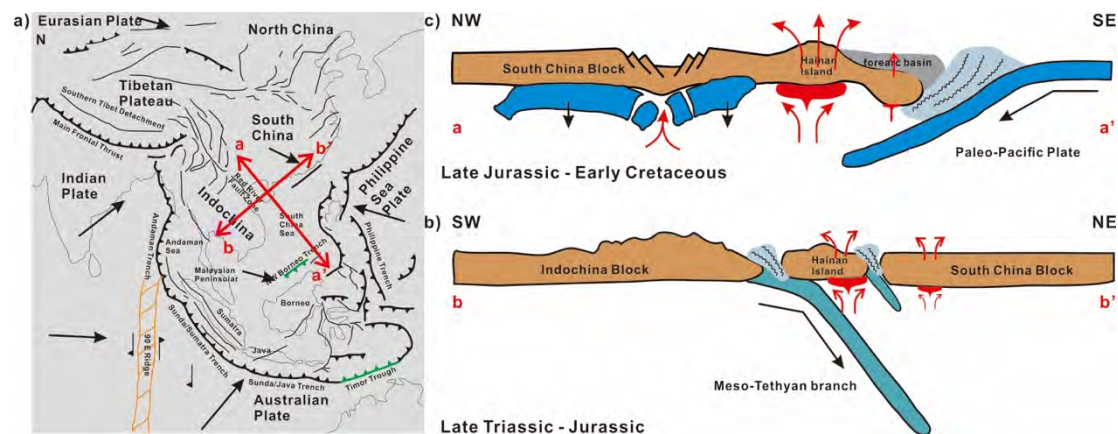 a)
Eurasian Plate
N
North China
Tibetan
Plateau
Southern Tibet Detachment
Main Frontal Thrust
South
China
a
b'
Indian
Plate
Red River
Fault Zone
Indochina
South
China
Sea
Philippine
Sea
Plate
Philippine Trench
Andaman Trench
Andaman
Sea
b
Malaysian
Peninsular
NW Borneo Trench
a'
Borneo
Sumatra
Sunda/Sumatra Trench
90 E Ridge
Java
Sunda/Java Trench
Timor Trough
Australian
Plate
c)
NW
SE
South China Block
Hainan
Island
forearc basin
a
a'
Paleo-Pacific Plate
Late Jurassic - Early Cretaceous
b)
SW
NE
Indochina Block
Hainan
Island
South China Block
b
b'
Meso-Tethyan branch
Late Triassic - Jurassic